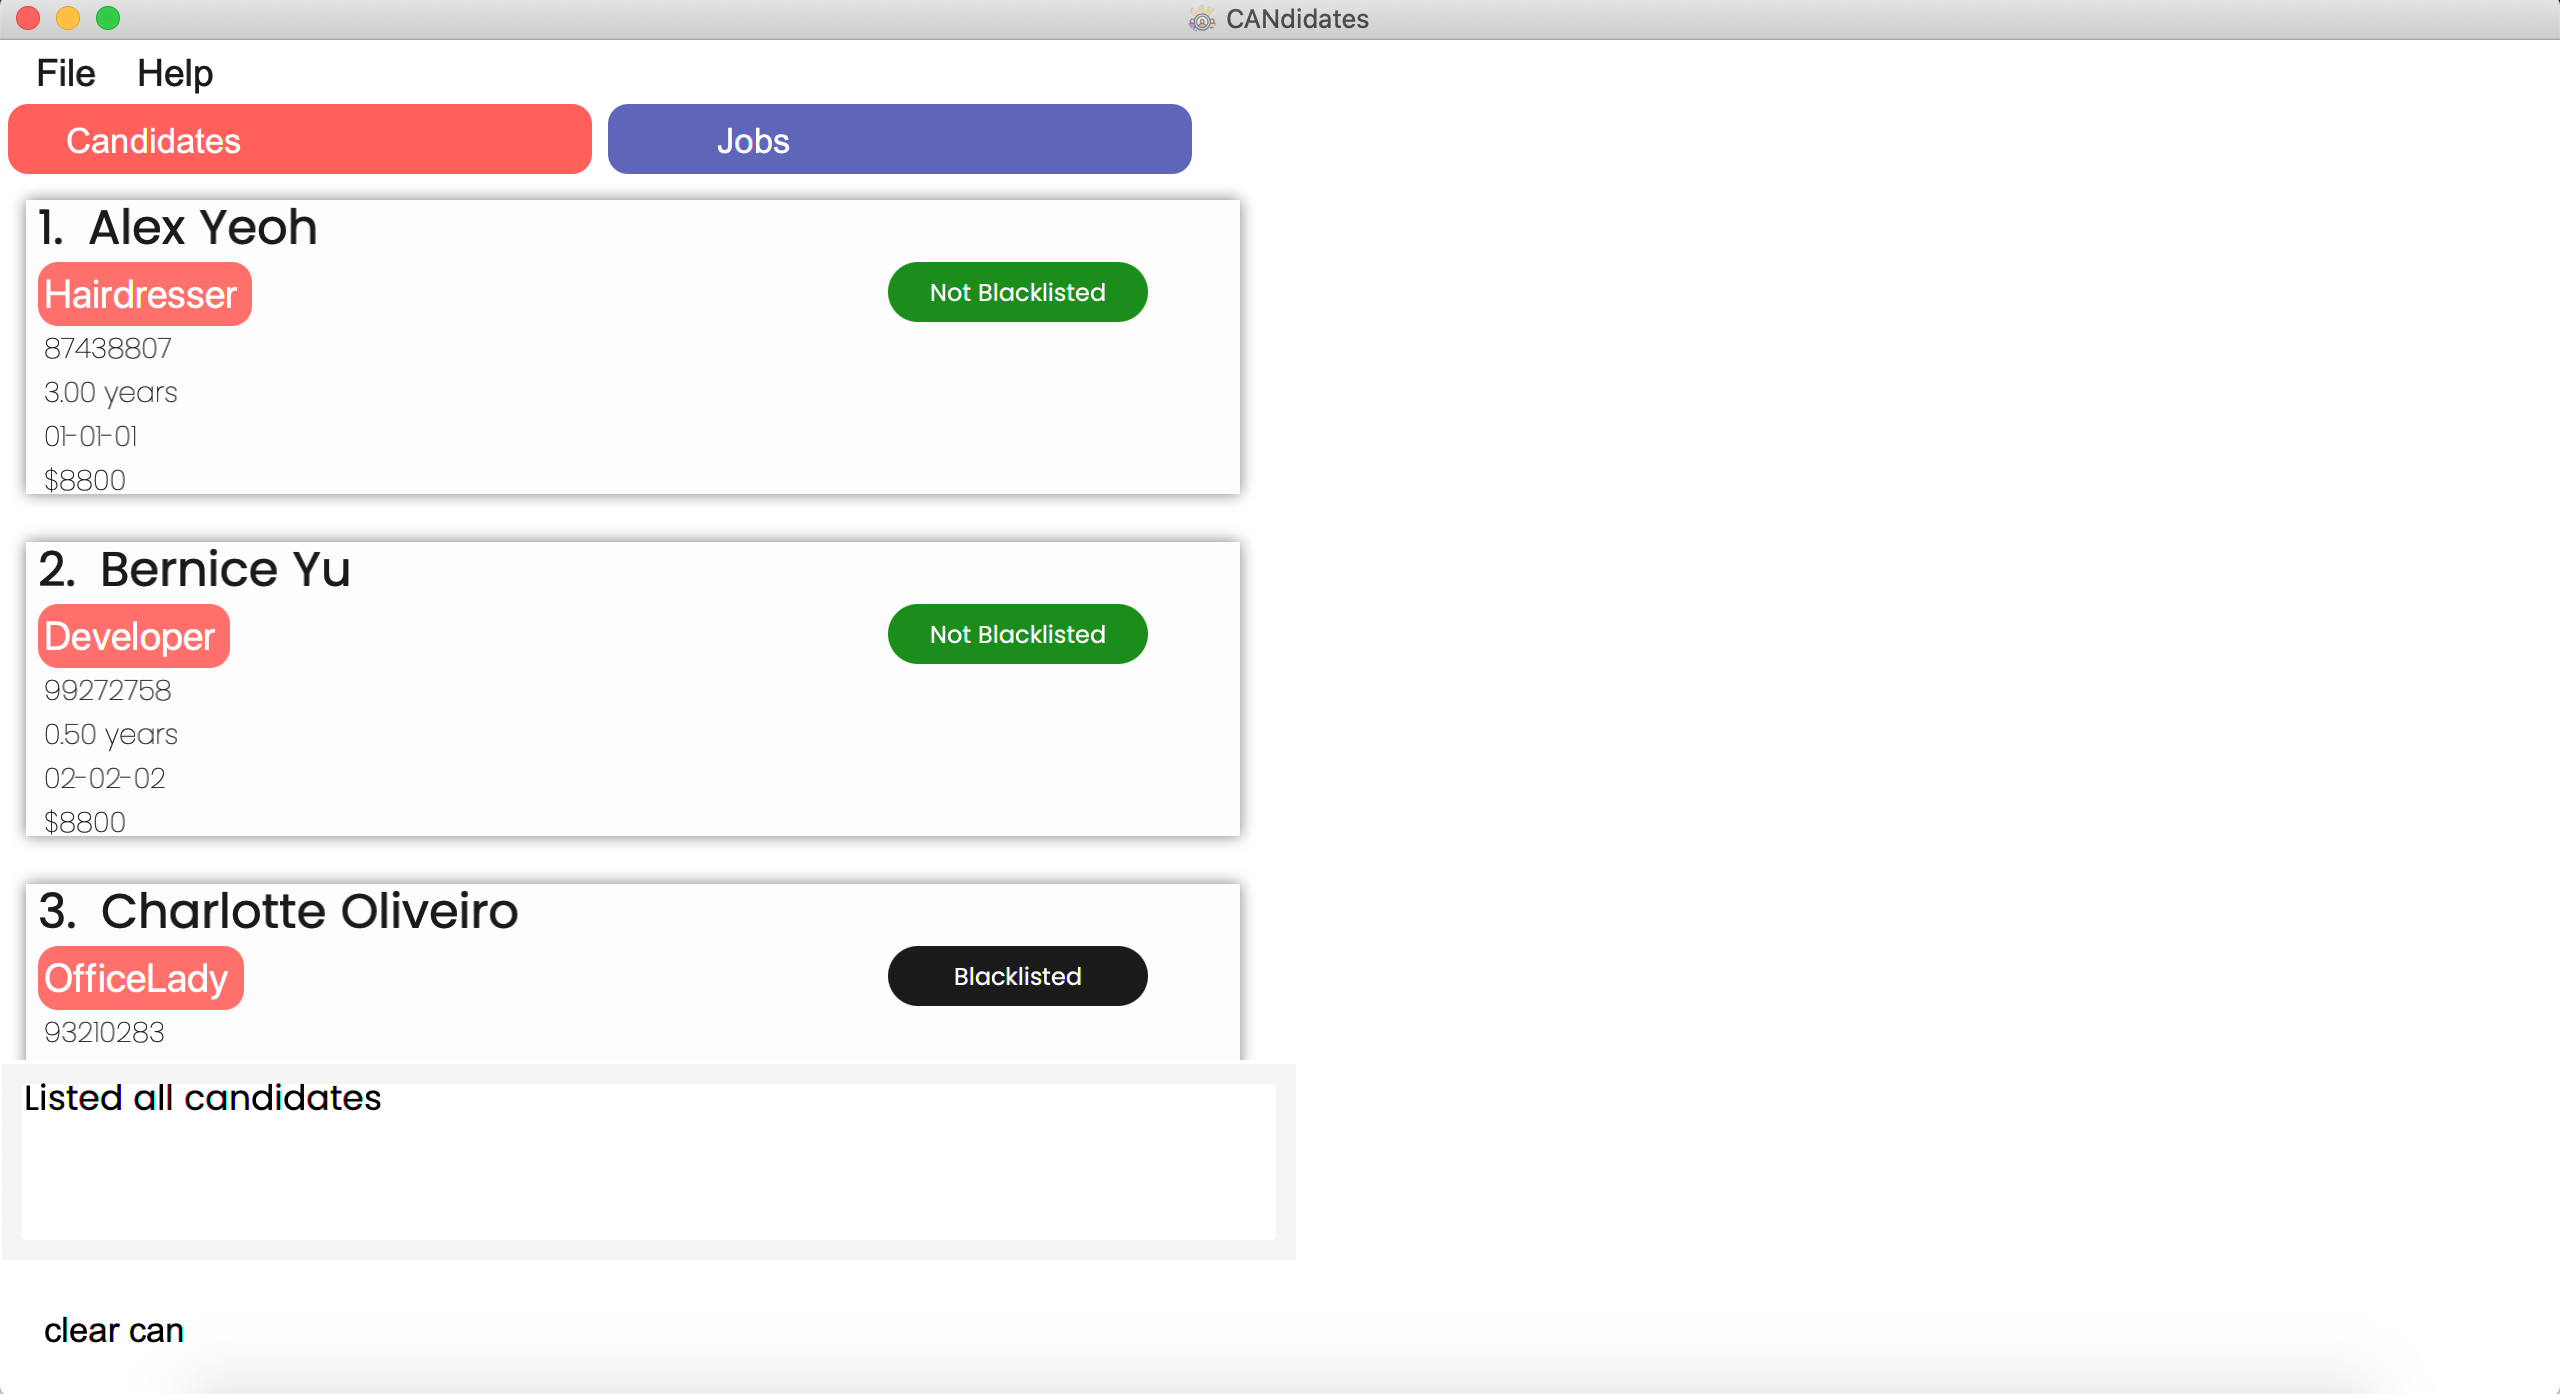 CANdidates
File Help
Candidates Jobs
1. Alex Yeoh
Hairdresser Not Blacklisted
87438807
3.00 years
01-01-01
$8800
2. Bernice Yu
Developer Not Blacklisted
99272758
0.50 years
02-02-02
$8800
3. Charlotte Oliveiro
OfficeLady Blacklisted
93210283
Listed all candidates
clear can